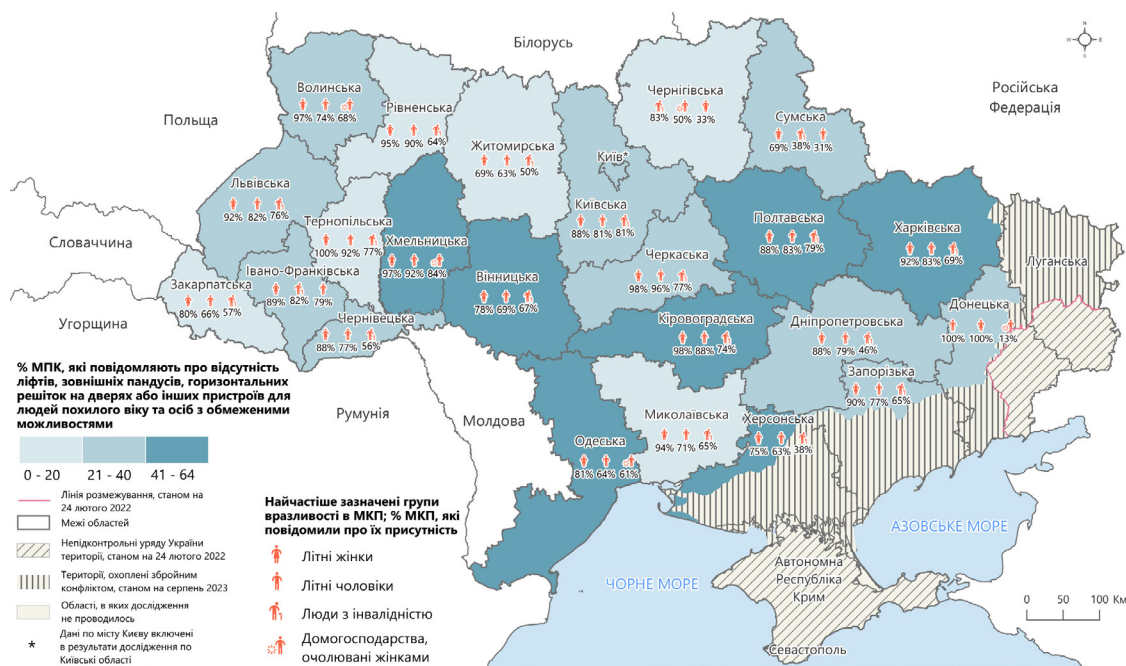 Білорусь
Російська
Федерація
Польща
Словаччина
Угорщина
Румунія
Молдова
Волинська
97% 74% 68%
Рівненська
95% 90% 64%
Житомирська
69% 63% 50%
Чернігівська
83% 50% 33%
Сумська
69% 38% 31%
Київ*
Київська
88% 81% 81%
Львівська
92% 82% 76%
Тернопільська
100% 92% 77%
Хмельницька
97% 92% 84%
Вінницька
78% 69% 67%
Черкаська
98% 96% 77%
Полтавська
88% 83% 79%
Харківська
92% 83% 69%
Луганська
Закарпатська
80% 66% 57%
Івано-Франківська
89% 82% 79%
Чернівецька
88% 77% 56%
Кіровоградська
98% 88% 74%
Дніпропетровська
88% 79% 46%
Донецька
100% 100% 13%
Запорізька
90% 77% 65%
Миколаївська
94% 71% 65%
Херсонська
75% 63% 38%
Одеська
81% 64% 61%
АЗОВСЬКЕ МОРЕ
ЧОРНЕ МОРЕ
Автономна
Республіка
Крим
Севастополь
% МПК, які повідомляють про відсутність
ліфтів, зовнішніх пандусів, горизонтальних
решіток на дверях або інших пристроїв для
людей похилого віку та осіб з обмеженими
можливостями
0 - 20 21 - 40 41 - 64
Лінія розмежування, станом на
24 лютого 2022
Межі областей
Непідконтрольні уряду України
території, станом на 24 лютого 2022
Території, охоплені збройним
конфліктом, станом на серпень 2023
Області, в яких дослідження
не проводилось
* Дані по місту Києву включені
в результати дослідження по
Київські області
Найчастіше зазначені групи
вразливості в МКП; % МКП, які
повідомили про їх присутність
Літні жінки
Літні чоловіки
Люди з інвалідністю
Домогосподарства,
очолювані жінками
0 50 100 Км
N
W E
S